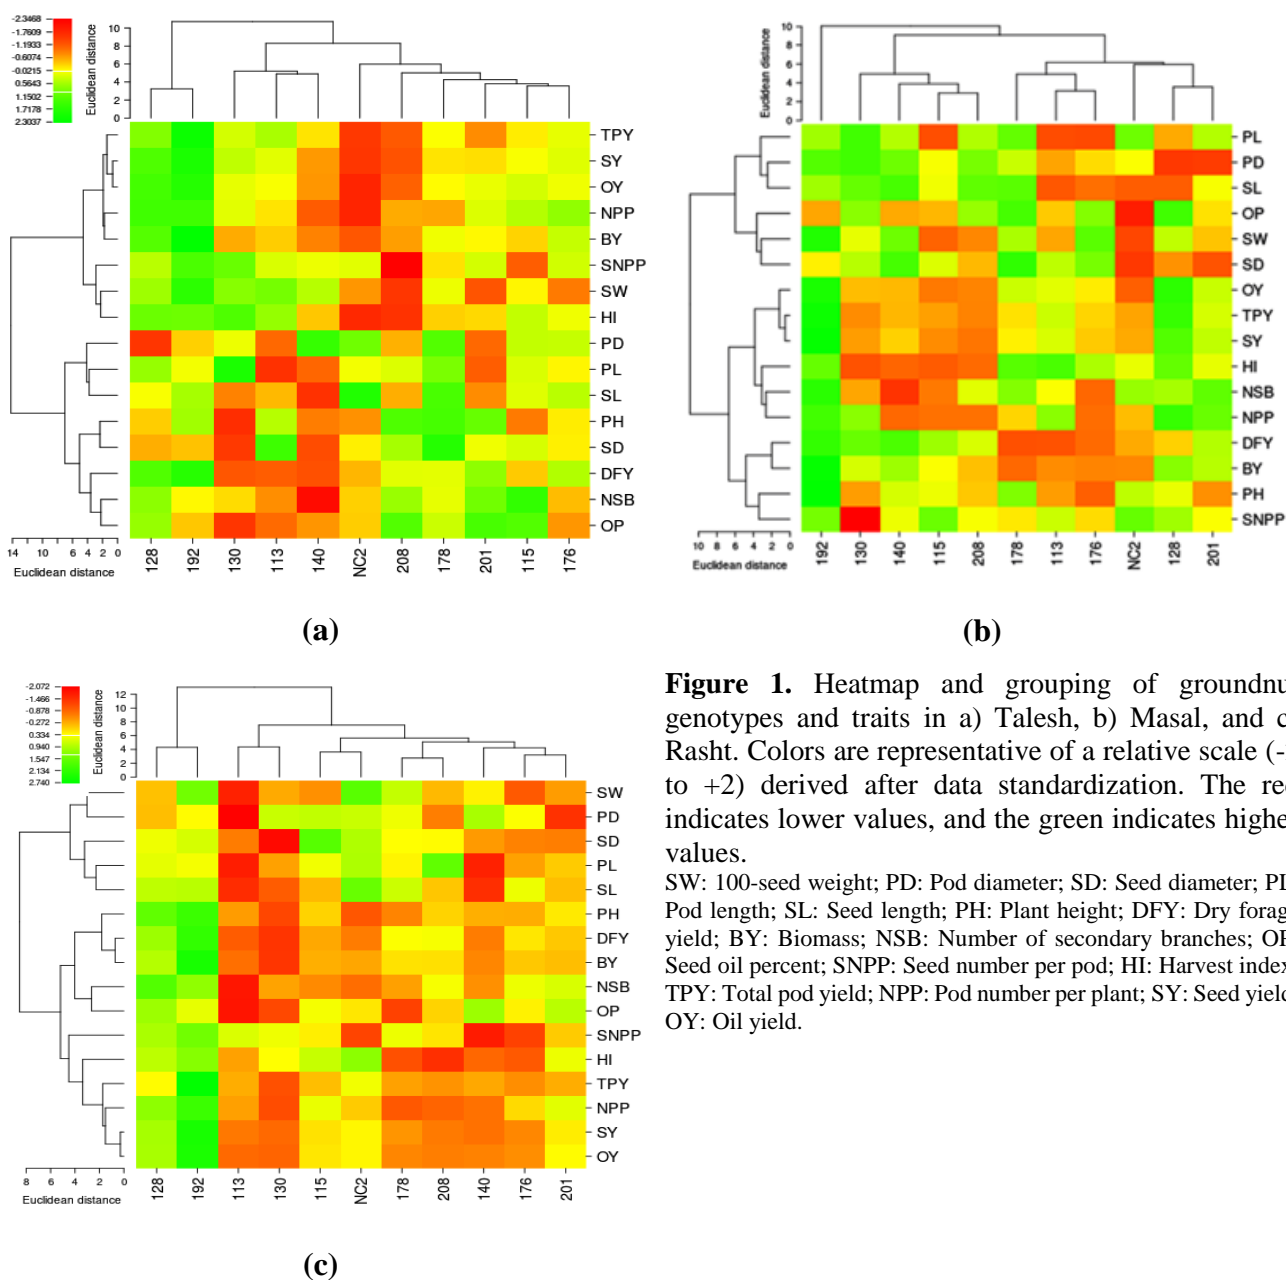 -2.3468
-1.7609
-1.1933
-0.6074
-0.0215
0.5643
1.1502
1.7178
2.3037
Euclidean distance
10
8
6
4
2
0
TPY
SY
OY
NPP
BY
SNPP
SW
HI
PD
PL
SL
PH
SD
DFY
NSB
OP
14 10 8 6 4 2 0
Euclidean distance
128 192 130 113 140 NC2 208 178 201 115 176
(a)
Euclidean distance
10
8
6
4
2
0
PL
PD
SL
OP
SW
SD
OY
TPY
SY
HI
NSB
NPP
DFY
BY
PH
SNPP
10 8 6 4 2 0
Euclidean distance
192 130 140 115 208 178 113 176 NC2 128 201
(b)
-2.072
-1.466
-0.878
-0.272
0.334
0.940
1.547
2.134
2.740
Euclidean distance
12
10
8
6
4
2
0
SW
PD
SD
PL
SL
PH
DFY
BY
NSB
OP
SNPP
HI
TPY
NPP
SY
OY
8 6 4 2 0
Euclidean distance
128 192 113 130 115 NC2 178 208 140 176 201
(c)
Figure 1. Heatmap and grouping of groundnu
genotypes and traits in a) Talesh, b) Masal, and c
Rasht. Colors are representative of a relative scale (-
to +2) derived after data standardization. The re
indicates lower values, and the green indicates highe
values.
SW: 100-seed weight; PD: Pod diameter; SD: Seed diameter; PL
Pod length; SL: Seed length; PH: Plant height; DFY: Dry forag
yield; BY: Biomass; NSB: Number of secondary branches; OP
Seed oil percent; SNPP: Seed number per pod; HI: Harvest index
TPY: Total pod yield; NPP: Pod number per plant; SY: Seed yield
OY: Oil yield.